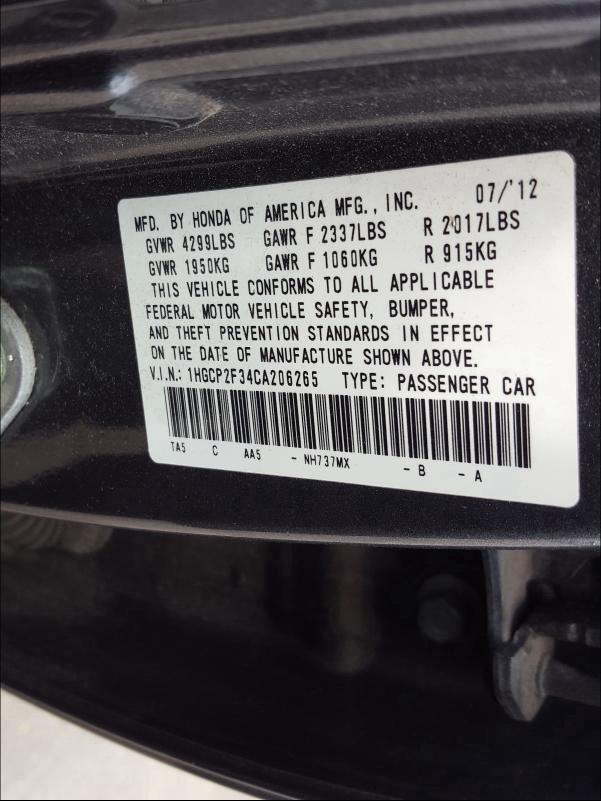 MFD. BY HONDA OF AMERICA MFG., INC. 07/'12
GVWR 4299LBS GAWR F 2337LBS R 2017LBS
GVWR 1950KG GAWR F 1060KG R 915KG
THIS VEHICLE CONFORMS TO ALL APPLICABLE
FEDERAL MOTOR VEHICLE SAFETY, BUMPER,
AND THEFT PREVENTION STANDARDS IN EFFECT
ON THE DATE OF MANUFACTURE SHOWN ABOVE.
V.I.N.: 1HGCP2F34CA206265 TYPE: PASSENGER CAR
TA5 C AA5 - NH737MX - B - A